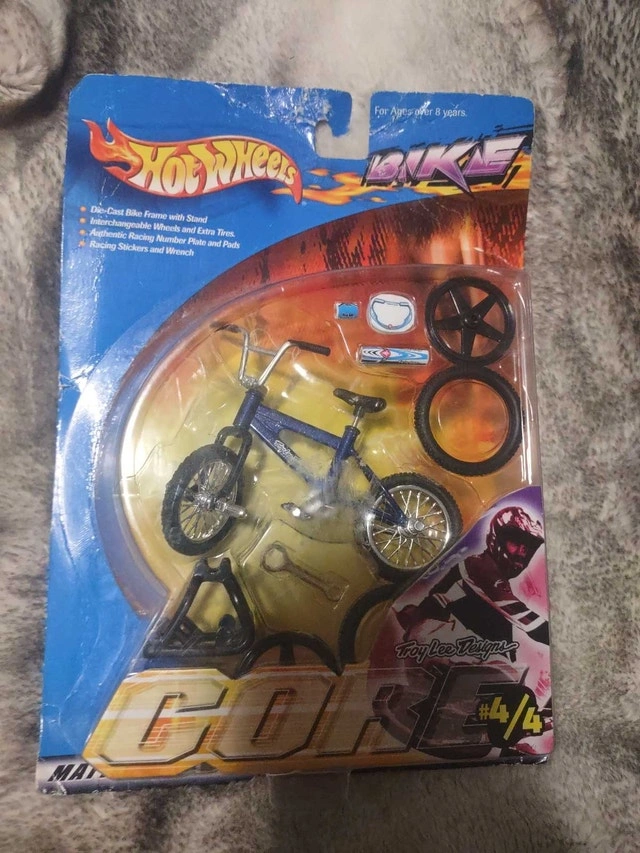 For Ages over 8 years.
HOT WHEELS
BIKE
Die-Cast Bike Frame with Stand
Interchangeable Wheels and Extra Tires.
Authentic Racing Number Plate and Pads
Racing Stickers and Wrench
Troy Lee Designs
CORE
#4/4